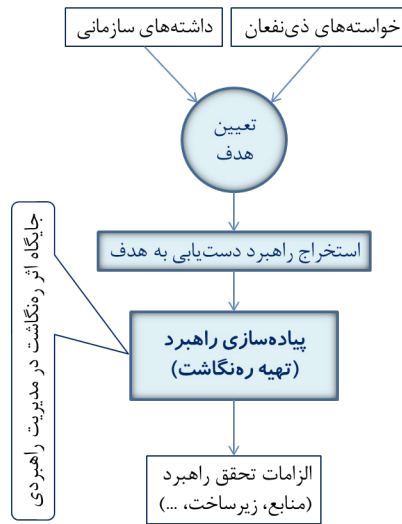 خواسته‌های ذی‌نفعان
داشته‌های سازمانی
تعیین
هدف
استخراج راهبرد دست‌یابی به هدف
پیاده‌سازی راهبرد
(تهیه ره‌نگاشت)
جایگاه اثر ره‌نگاشت در مدیریت راهبردی
الزامات تحقق راهبرد
(منابع، زیرساخت، ...)